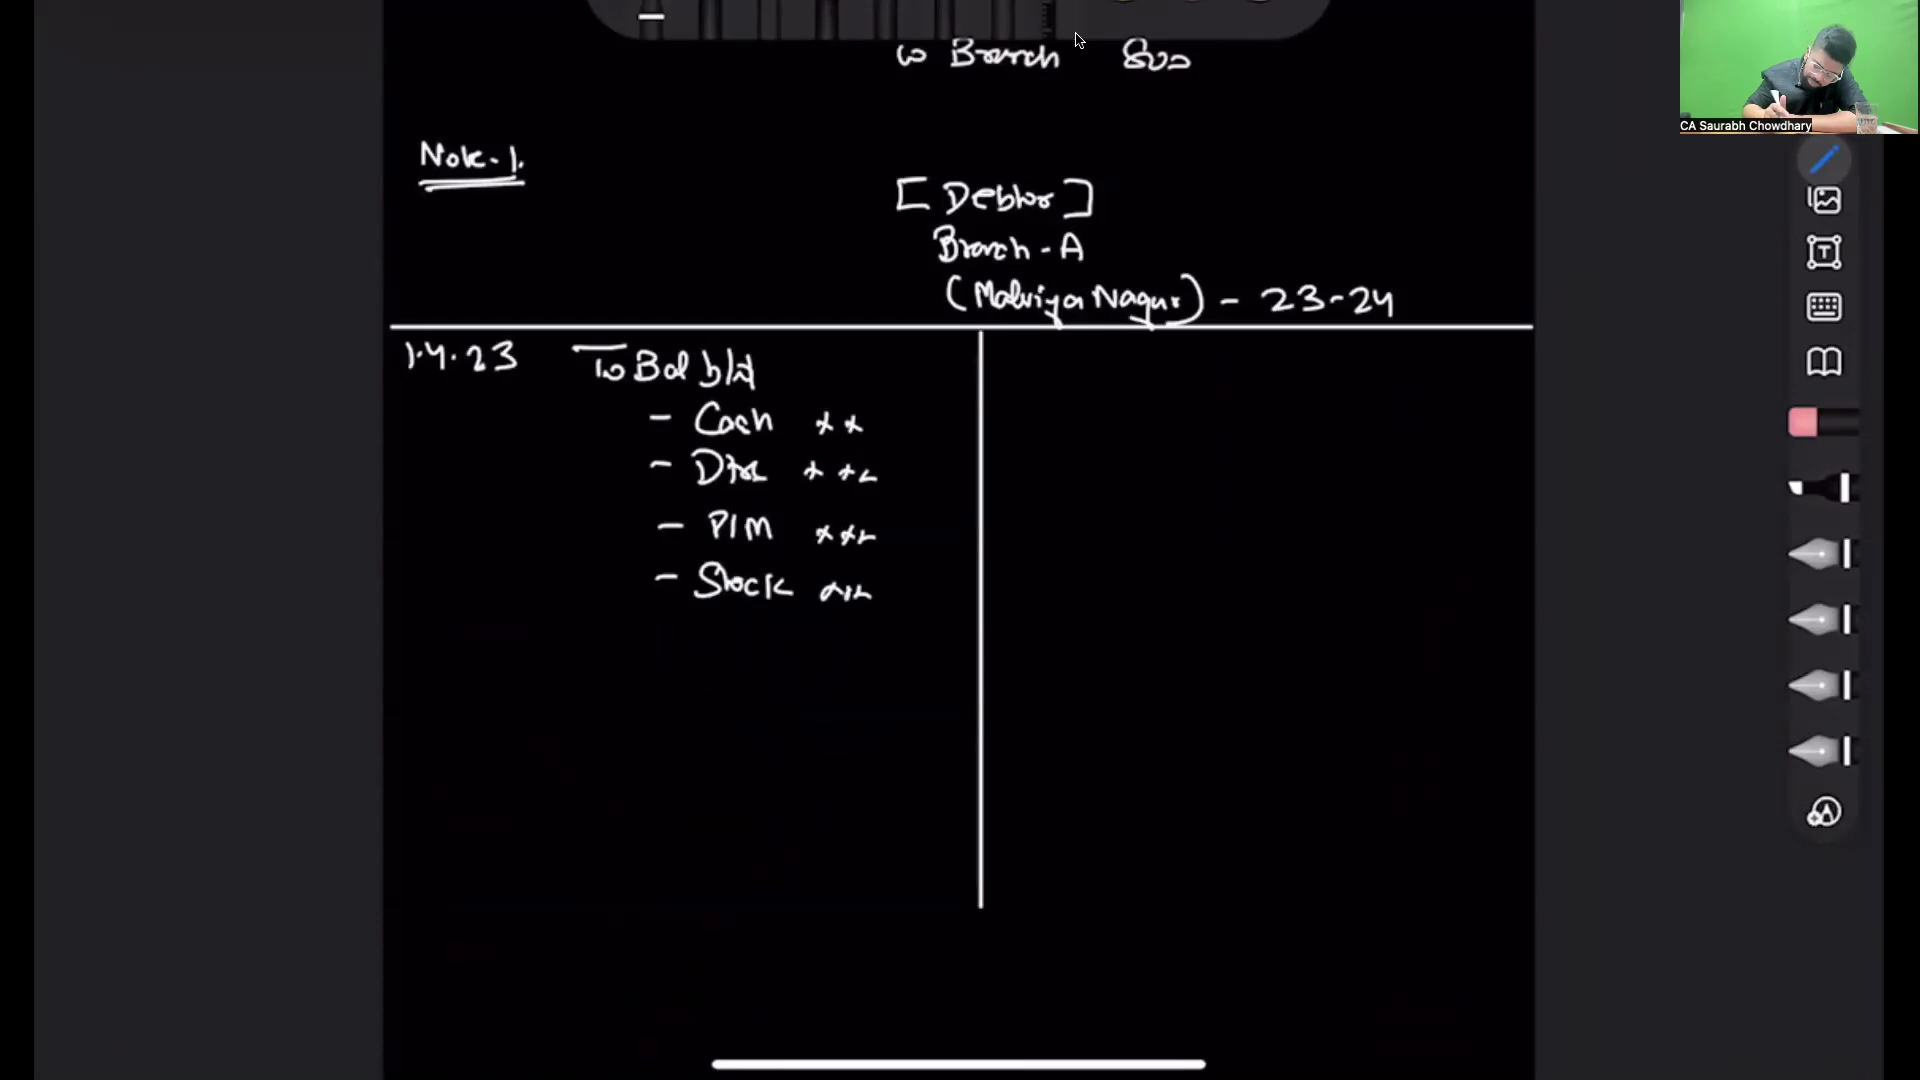 To Branch 800
CA Saurabh Chowdhary
Note-1.
[Debtor]
Branch-A
(Malviya Nagar) - 23-24
1.4.23 To Bal b/d
- Cash xx
- Dtrs xxx
- P/M xxx
- Stock xxx